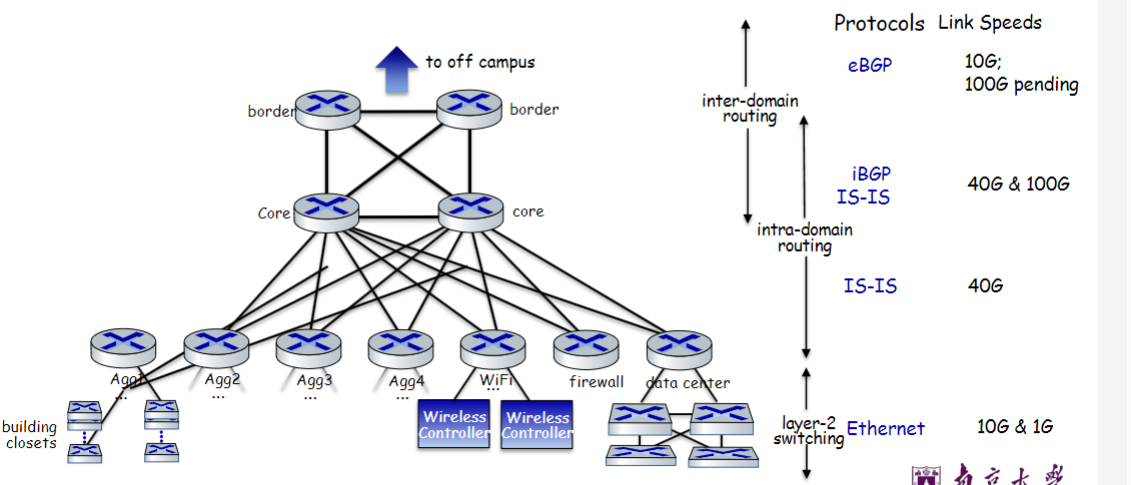 Protocols Link Speeds
to off campus
eBGP
10G;
100G pending
border
border
inter-domain
routing
iBGP
IS-IS
40G & 100G
Core
core
intra-domain
routing
IS-IS
40G
Agg1
...
Agg2
...
Agg3
...
Agg4
...
WiFi
...
firewall
data center
building
closets
Wireless
Controller
Wireless
Controller
layer-2
switching
Ethernet
10G & 1G
南京大学